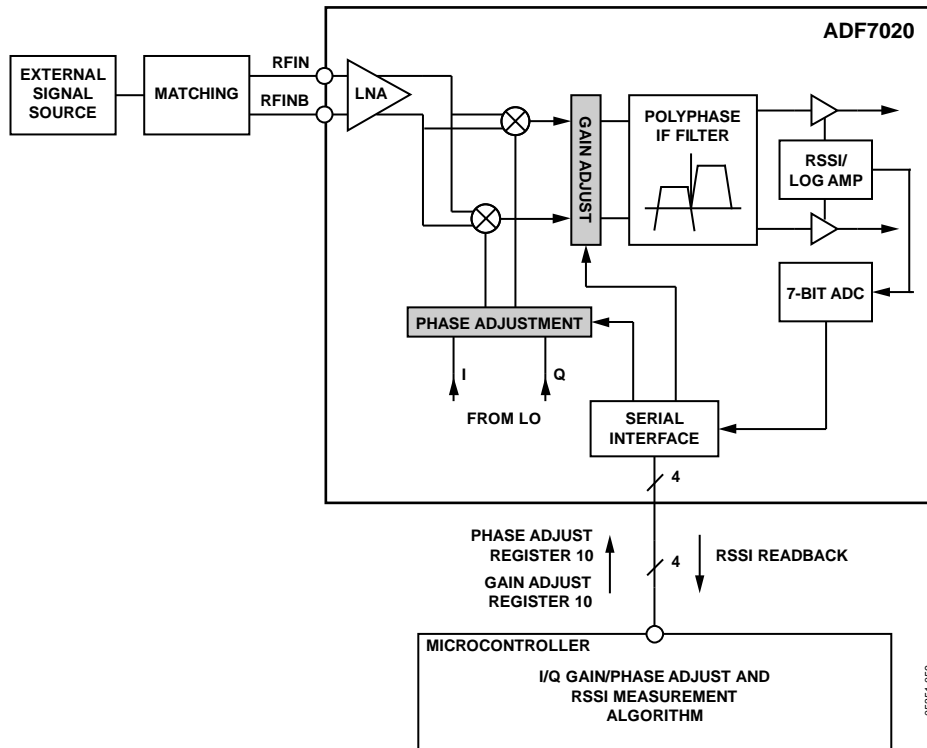 ADF7020
EXTERNAL
SIGNAL
SOURCE
MATCHING
RFIN
RFINB
LNA
GAIN ADJUST
POLYPHASE
IF FILTER
RSSI/
LOG AMP
7-BIT ADC
PHASE ADJUSTMENT
I
Q
FROM LO
SERIAL
INTERFACE
4
PHASE ADJUST
REGISTER 10
GAIN ADJUST
REGISTER 10
4
RSSI READBACK
MICROCONTROLLER
I/Q GAIN/PHASE ADJUST AND
RSSI MEASUREMENT
ALGORITHM